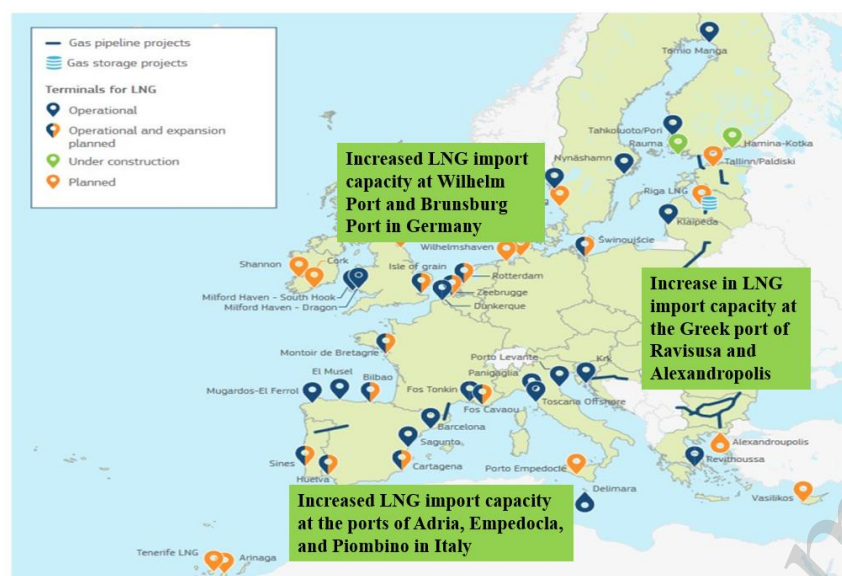 Gas pipeline projects
Gas storage projects
Terminals for LNG
Operational
Operational and expansion
planned
Under construction
Planned
Tornio Manga
Tahkoluoto/Pori
Rauma
Hamina-Kotka
Nynäshamn
Tallinn/Paldiski
Increased LNG import
capacity at Wilhelm
Port and Brunsburg
Port in Germany
Riga LNG
Klaipeda
Wilhelmshaven
Świnoujście
Shannon
Cork
Isle of grain
Rotterdam
Zeebrugge
Dunkerque
Milford Haven - South Hook
Milford Haven - Dragon
Increase in LNG
import capacity at
the Greek port of
Ravisusa and
Alexandropolis
Montoir de Bretagne
Porto Levante
Krk
El Musel
Bilbao
Fos Tonkin
Panigaglia
Mugardos-El Ferrol
Fos Cavaou
Toscana Offshore
Barcelona
Sagunto
Alexandroupolis
Sines
Huelva
Cartagena
Porto Empedocle
Revithoussa
Delimara
Vasilikos
Increased LNG import capacity
at the ports of Adria, Empedocla,
and Piombino in Italy
Tenerife LNG
Arinaga